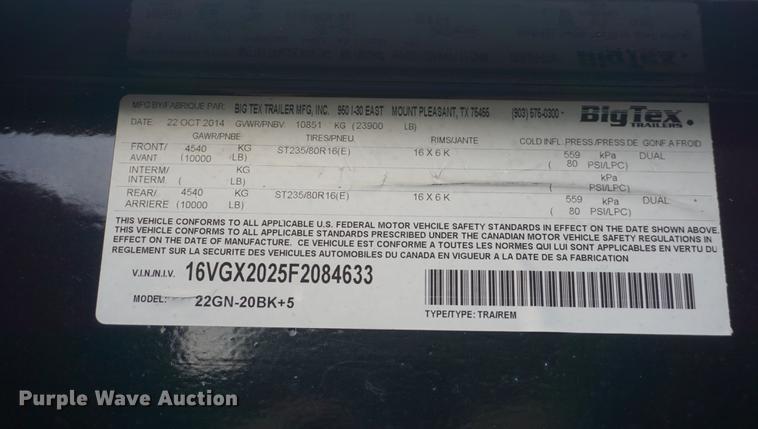 MFG BY/FABRIQUE PAR: BIG TEX TRAILER MFG, INC. 950 I-30 EAST MOUNT PLEASANT, TX 75455 (903) 575-0300 - BigTex TRAILERS.
DATE: 22 OCT 2014 GVWR/PNBV: 10851 KG (23900 LB)
GAWR/PNBE TIRES/PNEU. RIMS/JANTE COLD INFL. PRESS./PRESS DE GONF A FROID
FRONT/ 4540 KG ST235/80R16(E) 16 X 6 K 559 kPa DUAL
AVANT (10000 LB) ( 80 PSI/LPC)
INTERM/ KG kPa
INTERM ( LB) ( PSI/LPC)
REAR/ 4540 KG ST235/80R16(E) 16 X 6 K 559 kPa DUAL
ARRIERE (10000 LB) ( 80 PSI/LPC)
THIS VEHICLE CONFORMS TO ALL APPLICABLE U.S. FEDERAL MOTOR VEHICILE SAFETY STANDARDS IN EFFECT ON THE DATE SHOWN ABOVE.
THIS VEHICLE CONFORMS TO ALL APPLICABLE STANDARDS PRESCRIBED UNDER THE CANADIAN MOTOR VEHICLE SAFETY REGULATIONS IN
EFFECT ON THE DATE OF MANUFACTURE. CE VEHICULE EST CONFORME A TOUTES LES NORMES QUI LUI SONT APPLICABLES EN VERTU DU
REGLEMENT SUR LA SECURITE DES VEHICULES AUTOMOBILES DU CANADA EN VIGUEUR A LA DATE DE SA FABRICATION
V.I.N./N.I.V. 16VGX2025F2084633
MODEL: 22GN-20BK+5
TYPE/TYPE: TRA/REM
Purple Wave Auction